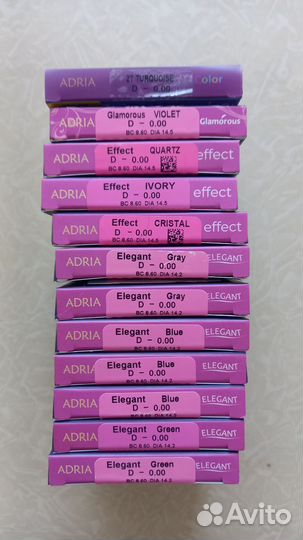 ADRIA 2T TURQUOISE Color
D - 0.00
ADRIA Glamorous VIOLET Glamorous
D - 0.00
BC 8.60 DIA 14.5
ADRIA Effect QUARTZ effect
D - 0.00
BC 8.60 DIA 14.5
ADRIA Effect IVORY effect
D - 0.00
BC 8.60 DIA 14.5
ADRIA Effect CRISTAL effect
D - 0.00
BC 8.60 DIA 14.5
ADRIA Elegant Gray ELEGANT
D - 0.00
BC 8.60 DIA 14.2
ADRIA Elegant Gray ELEGANT
D - 0.00
BC 8.60 DIA 14.2
ADRIA Elegant Blue ELEGANT
D - 0.00
BC 8.60 DIA 14.2
ADRIA Elegant Blue ELEGANT
D - 0.00
BC 8.60 DIA 14.2
ADRIA Elegant Blue ELEGANT
D - 0.00
BC 8.60 DIA 14.2
ADRIA Elegant Green ELEGANT
D - 0.00
BC 8.60 DIA 14.2
ADRIA Elegant Green ELEGANT
D - 0.00
BC 8.60 DIA 14.2
Avito